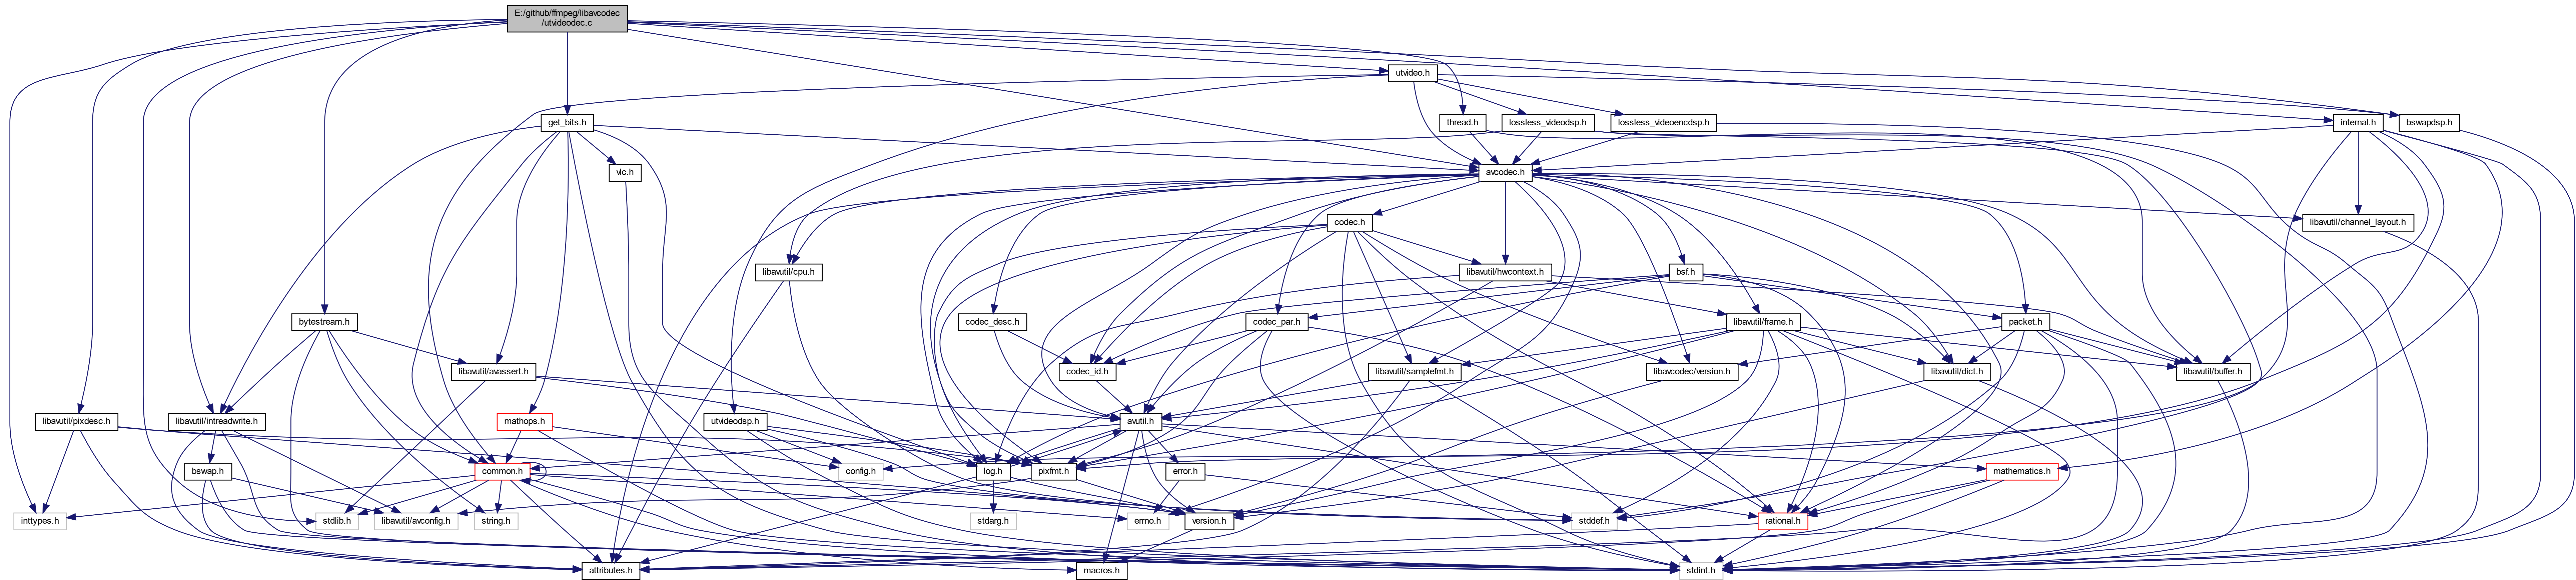 E:/github/ffmpeg/libavcodec
/utvideodec.c
utvideo.h
get_bits.h
thread.h
lossless_videodsp.h
lossless_videoencdsp.h
internal.h
bswapdsp.h
vlc.h
avcodec.h
codec.h
libavutil/channel_layout.h
libavutil/cpu.h
libavutil/hwcontext.h
bsf.h
bytestream.h
codec_desc.h
codec_par.h
libavutil/frame.h
packet.h
libavutil/avassert.h
codec_id.h
libavutil/samplefmt.h
libavcodec/version.h
libavutil/dict.h
libavutil/buffer.h
libavutil/pixdesc.h
libavutil/intreadwrite.h
mathops.h
utvideodsp.h
avutil.h
bswap.h
common.h
config.h
log.h
pixfmt.h
error.h
mathematics.h
inttypes.h
stdlib.h
libavutil/avconfig.h
string.h
stdarg.h
errno.h
version.h
stddef.h
rational.h
attributes.h
macros.h
stdint.h